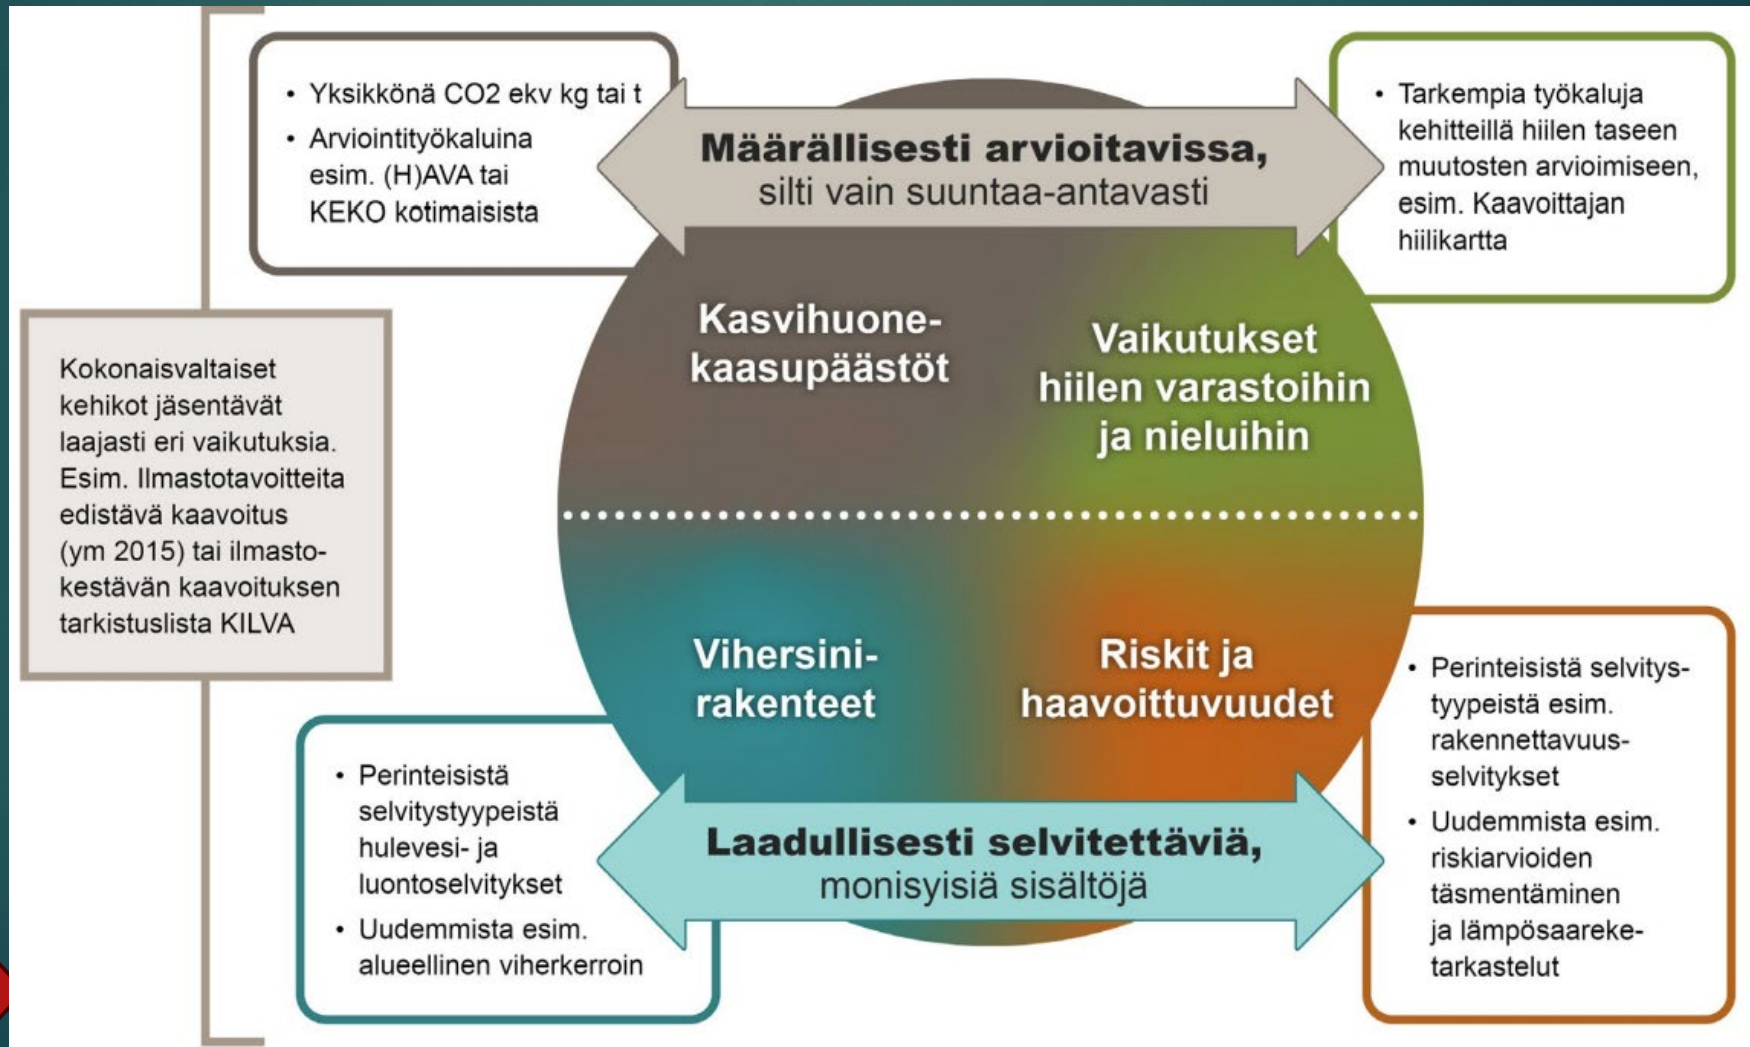 • Yksikkönä CO2 ekv kg tai t
• Arviointityökaluina
esim. (H)AVA tai
KEKO kotimaisista
Määrällisesti arvioitavissa,
silti vain suuntaa-antavasti
• Tarkempia työkaluja
kehitteillä hiilen taseen
muutosten arvioimiseen,
esim. Kaavoittajan
hiilikartta
Kokonaisvaltaiset
kehikot jäsentävät
laajasti eri vaikutuksia.
Esim. Ilmastotavoitteita
edistävä kaavoitus
(ym 2015) tai ilmasto-
kestävän kaavoituksen
tarkistuslista KILVA
Kasvihuone-
kaasupäästöt
Vaikutukset
hiilen varastoihin
ja nieluihin
Vihersini-
rakenteet
Riskit ja
haavoittuvuudet
• Perinteisistä
selvitystyypeistä
hulevesi- ja
luontoselvitykset
• Uudemmista esim.
alueellinen viherkerroin
Laadullisesti selvitettäviä,
monisyisiä sisältöjä
• Perinteisistä selvitys-
tyypeistä esim.
rakennettavuus-
selvitykset
• Uudemmista esim.
riskiarvioiden
täsmentäminen
ja lämpösaareke-
tarkastelut